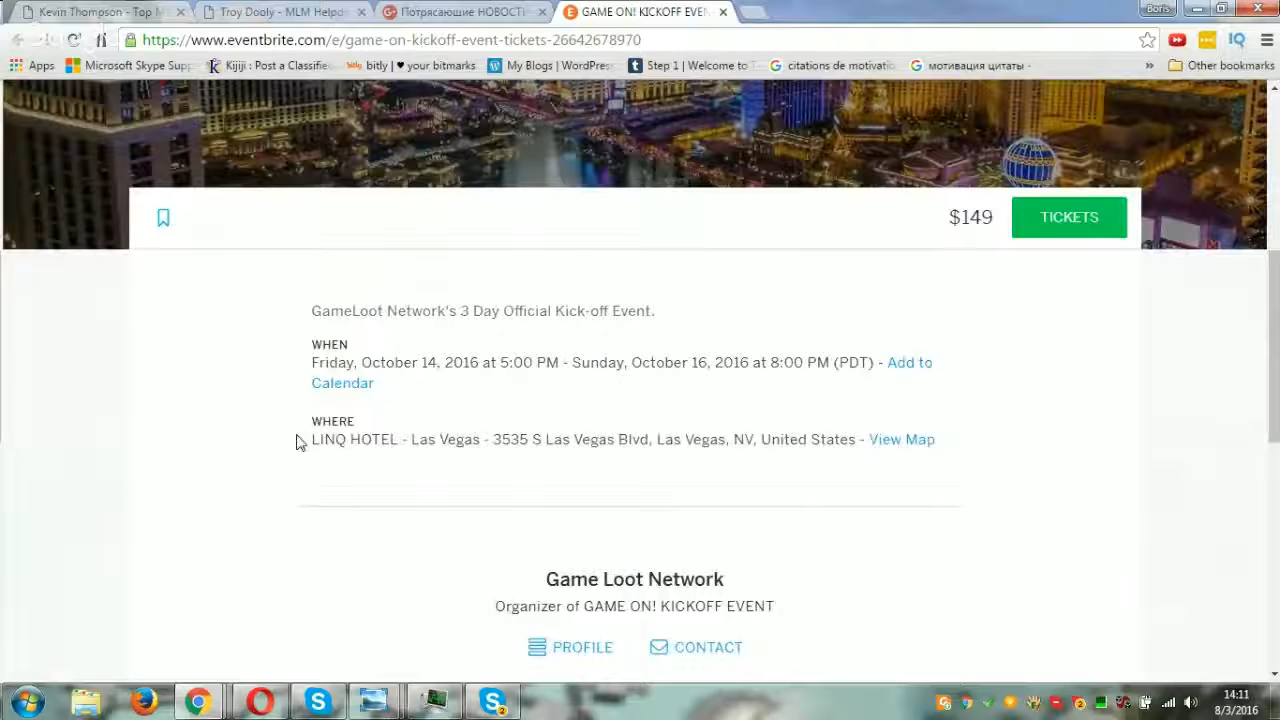 Kevin Thompson - Top M
Troy Dooly - MLM Helpd
Потрясающие НОВОСТИ
GAME ON! KICKOFF EVEN
Boris
https://www.eventbrite.com/e/game-on-kickoff-event-tickets-26642678970
Apps
Microsoft Skype Supp
Kijiji : Post a Classifie
bitly | ♥ your bitmarks
My Blogs | WordPres
Step 1 | Welcome to T
citations de motivatio
мотивация цитаты -
» Other bookmarks
$149
TICKETS
GameLoot Network's 3 Day Official Kick-off Event.
WHEN
Friday, October 14, 2016 at 5:00 PM - Sunday, October 16, 2016 at 8:00 PM (PDT) - Add to
Calendar
WHERE
LINQ HOTEL - Las Vegas - 3535 S Las Vegas Blvd, Las Vegas, NV, United States - View Map
Game Loot Network
Organizer of GAME ON! KICKOFF EVENT
PROFILE
CONTACT
14:11
8/3/2016